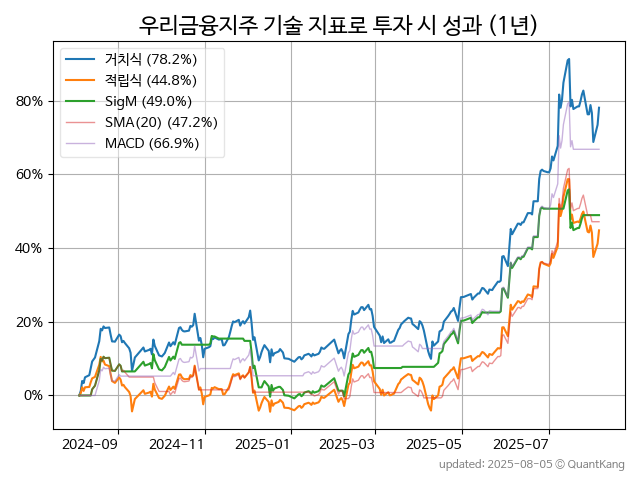 우리금융지주 기술 지표로 투자 시 성과 (1년)
거치식 (78.2%)
적립식 (44.8%)
SigM (49.0%)
SMA(20) (47.2%)
MACD (66.9%)
80%
60%
40%
20%
0%
2024-09 2024-11 2025-01 2025-03 2025-05 2025-07
updated: 2025-08-05 © QuantKang